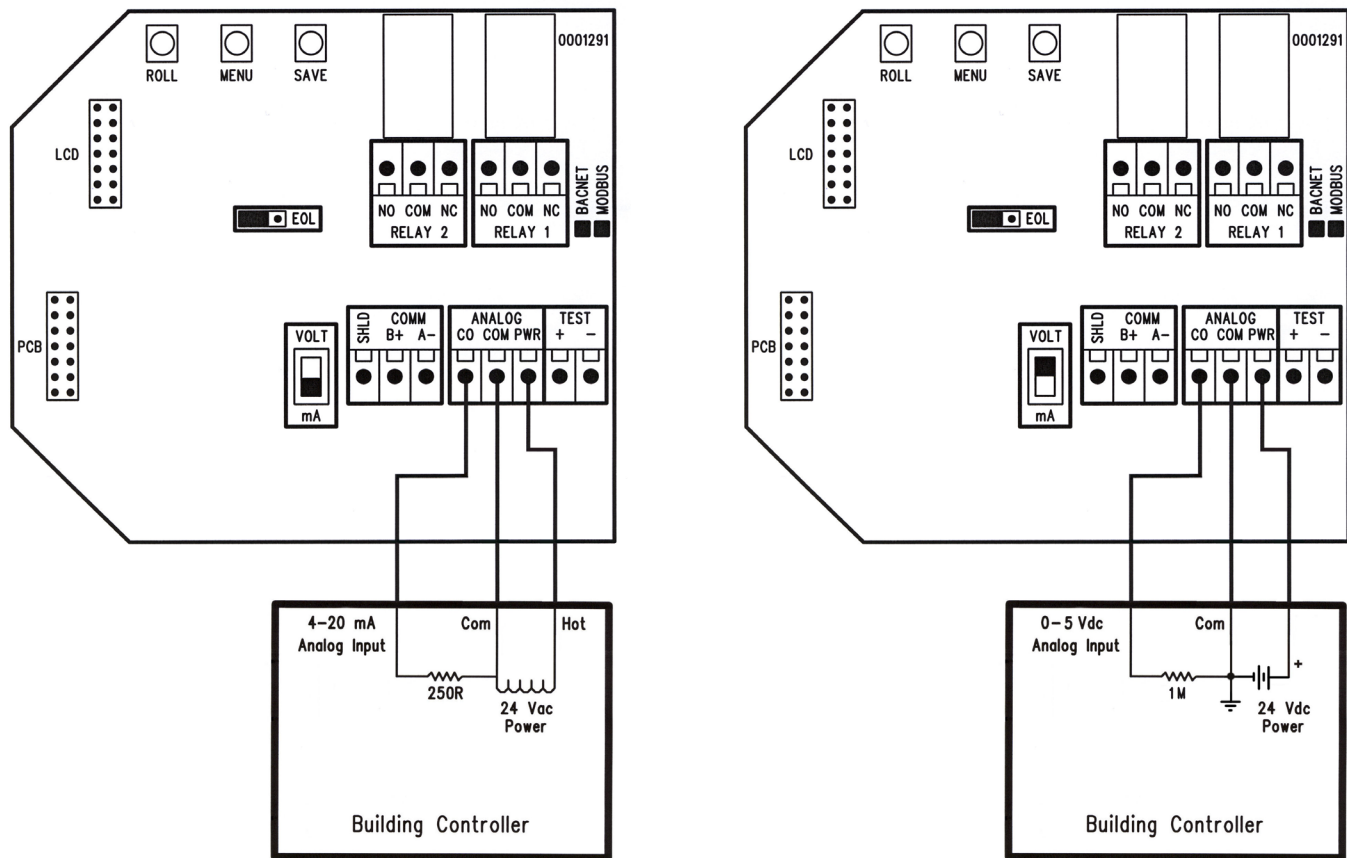 0001291
ROLL MENU SAVE
LCD
NO COM NC NO COM NC
RELAY 2 RELAY 1
BACNET
MODBUS
EOL
PCB
VOLT
mA
SHLD
COMM
B+ A-
ANALOG
CO COM PWR
TEST
+ -
4-20 mA
Analog Input
Com
Hot
250R
24 Vac
Power
Building Controller
0001291
ROLL MENU SAVE
LCD
NO COM NC NO COM NC
RELAY 2 RELAY 1
BACNET
MODBUS
EOL
PCB
VOLT
mA
SHLD
COMM
B+ A-
ANALOG
CO COM PWR
TEST
+ -
0-5 Vdc
Analog Input
Com
+
1M
24 Vdc
Power
Building Controller